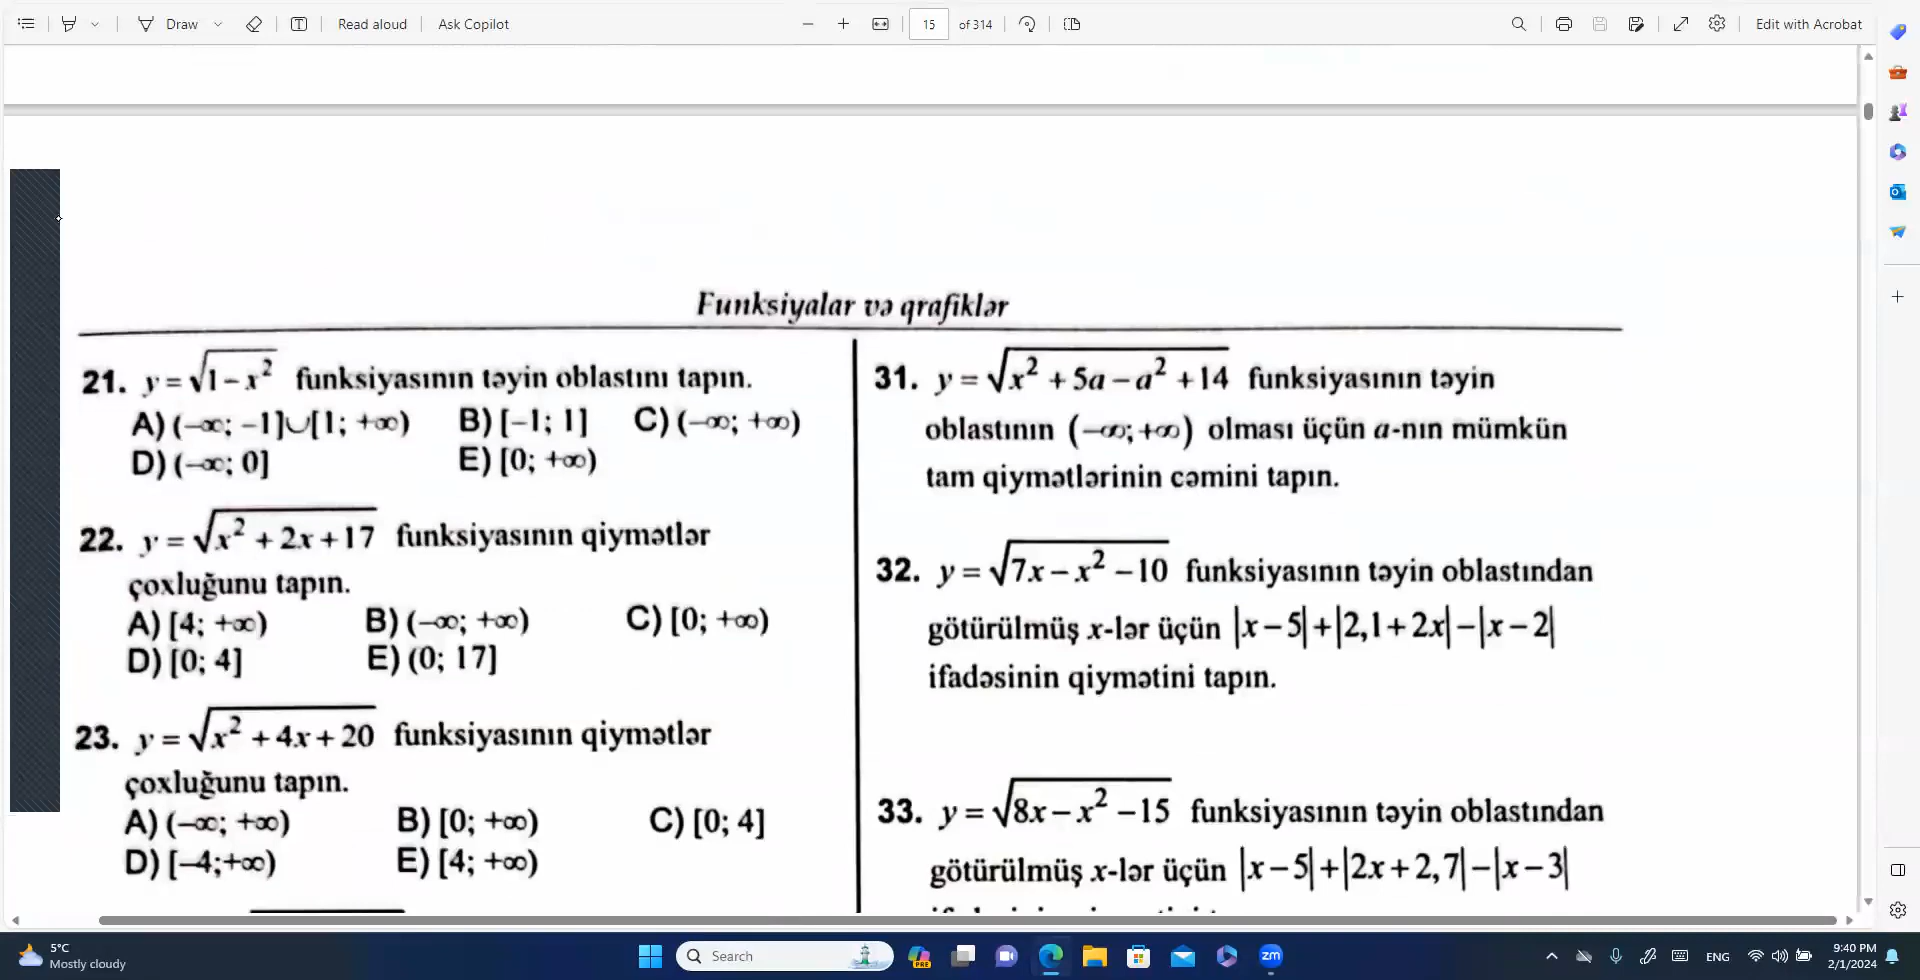 Draw
Read aloud
Ask Copilot
15 of 314
Edit with Acrobat
Funksiyalar və qrafiklər
21. y = √(1 − x²) funksiyasının təyin oblastını tapın.
A) (−∞; −1]∪[1; +∞) B) [−1; 1] C) (−∞; +∞)
D) (−∞; 0] E) [0; +∞)
22. y = √(x² + 2x + 17) funksiyasının qiymətlər
çoxluğunu tapın.
A) [4; +∞) B) (−∞; +∞) C) [0; +∞)
D) [0; 4] E) (0; 17]
23. y = √(x² + 4x + 20) funksiyasının qiymətlər
çoxluğunu tapın.
A) (−∞; +∞) B) [0; +∞) C) [0; 4]
D) [−4;+∞) E) [4; +∞)
31. y = √(x² + 5a − a² + 14) funksiyasının təyin
oblastının (−∞;+∞) olması üçün a-nın mümkün
tam qiymətlərinin cəmini tapın.
32. y = √(7x − x² − 10) funksiyasının təyin oblastından
götürülmüş x-lər üçün |x − 5| + |2,1 + 2x| − |x − 2|
ifadəsinin qiymətini tapın.
33. y = √(8x − x² − 15) funksiyasının təyin oblastından
götürülmüş x-lər üçün |x − 5| + |2x + 2,7| − |x − 3|
5°C
Mostly cloudy
Search
PRE
zm
ENG
9:40 PM
2/1/2024